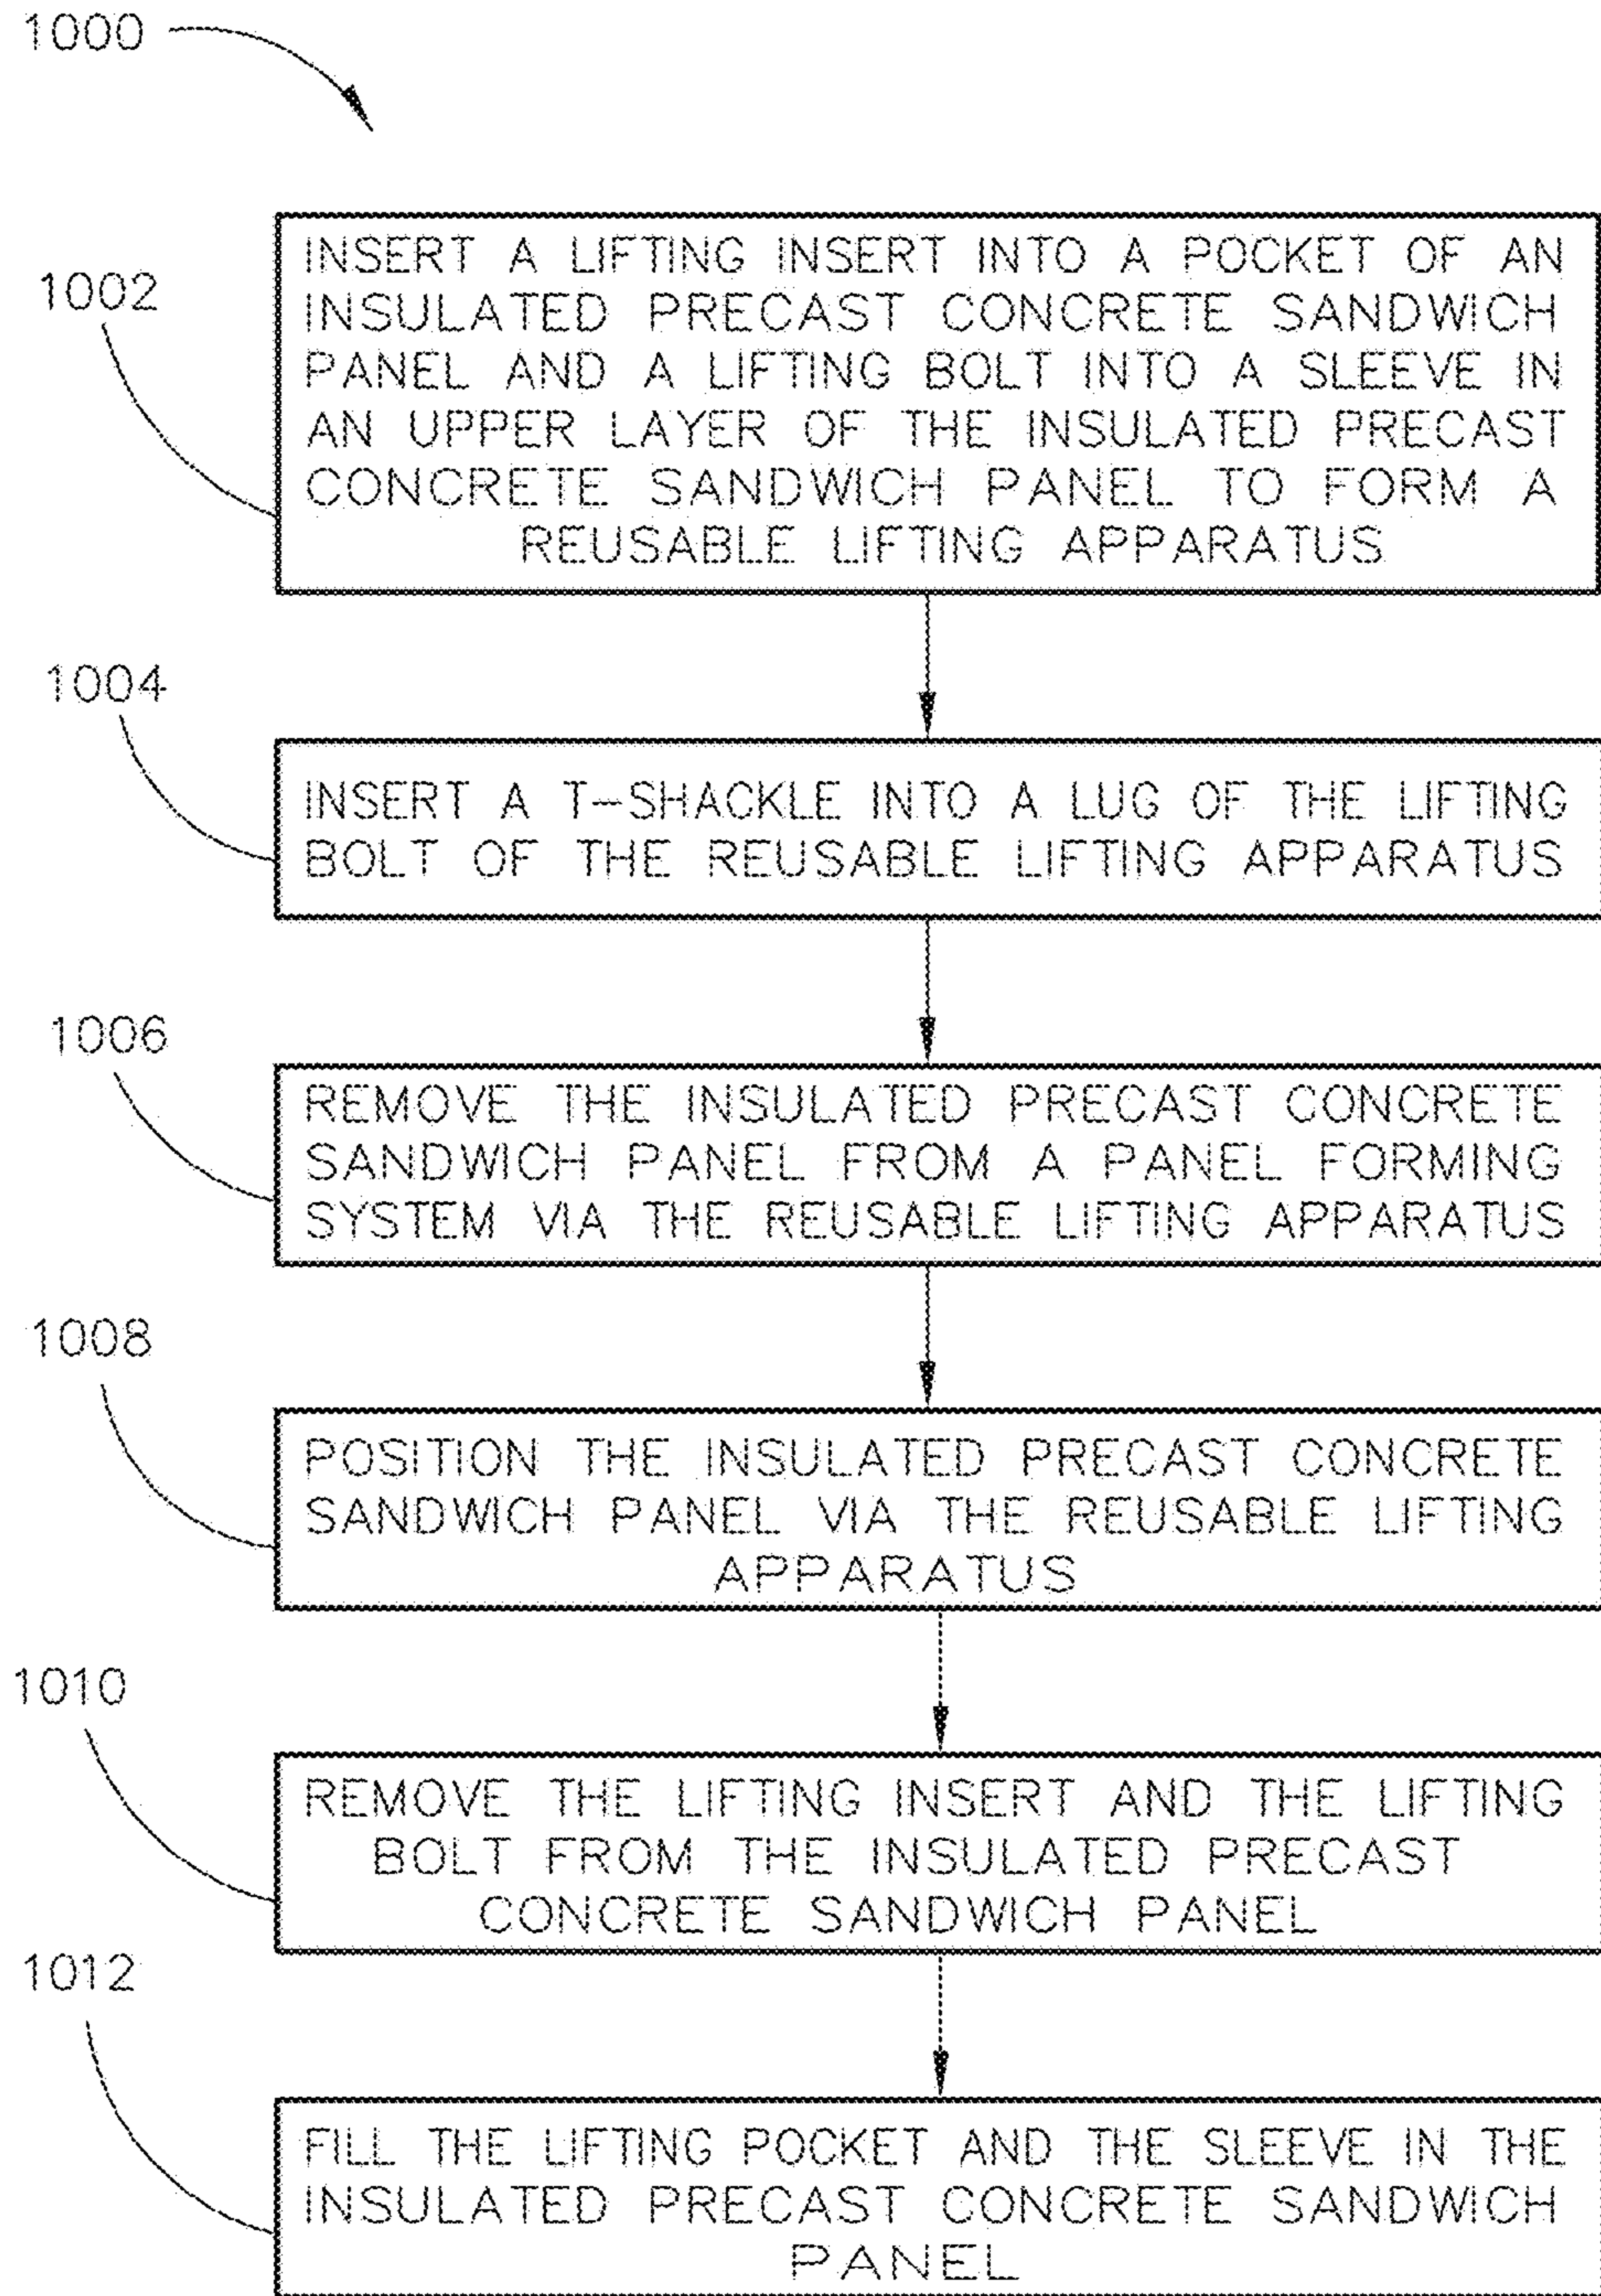 1000
1002
INSERT A LIFTING INSERT INTO A POCKET OF AN
INSULATED PRECAST CONCRETE SANDWICH
PANEL AND A LIFTING BOLT INTO A SLEEVE IN
AN UPPER LAYER OF THE INSULATED PRECAST
CONCRETE SANDWICH PANEL TO FORM A
REUSABLE LIFTING APPARATUS
1004
INSERT A T-SHACKLE INTO A LUG OF THE LIFTING
BOLT OF THE REUSABLE LIFTING APPARATUS
1006
REMOVE THE INSULATED PRECAST CONCRETE
SANDWICH PANEL FROM A PANEL FORMING
SYSTEM VIA THE REUSABLE LIFTING APPARATUS
1008
POSITION THE INSULATED PRECAST CONCRETE
SANDWICH PANEL VIA THE REUSABLE LIFTING
APPARATUS
1010
REMOVE THE LIFTING INSERT AND THE LIFTING
BOLT FROM THE INSULATED PRECAST
CONCRETE SANDWICH PANEL
1012
FILL THE LIFTING POCKET AND THE SLEEVE IN THE
INSULATED PRECAST CONCRETE SANDWICH
PANEL